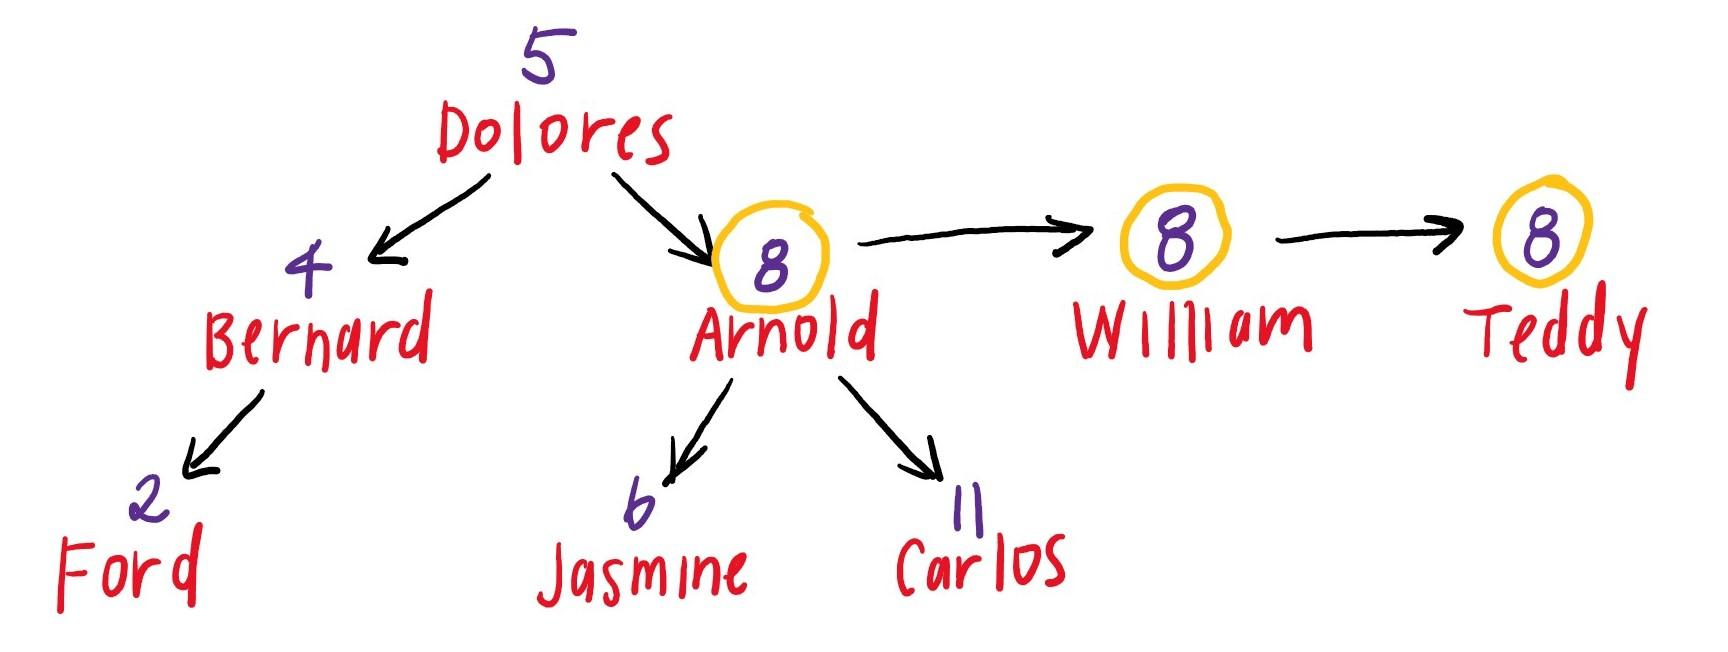 5
Dolores
4
Bernard
8
Arnold
8
William
8
Teddy
2
Ford
6
Jasmine
11
Carlos